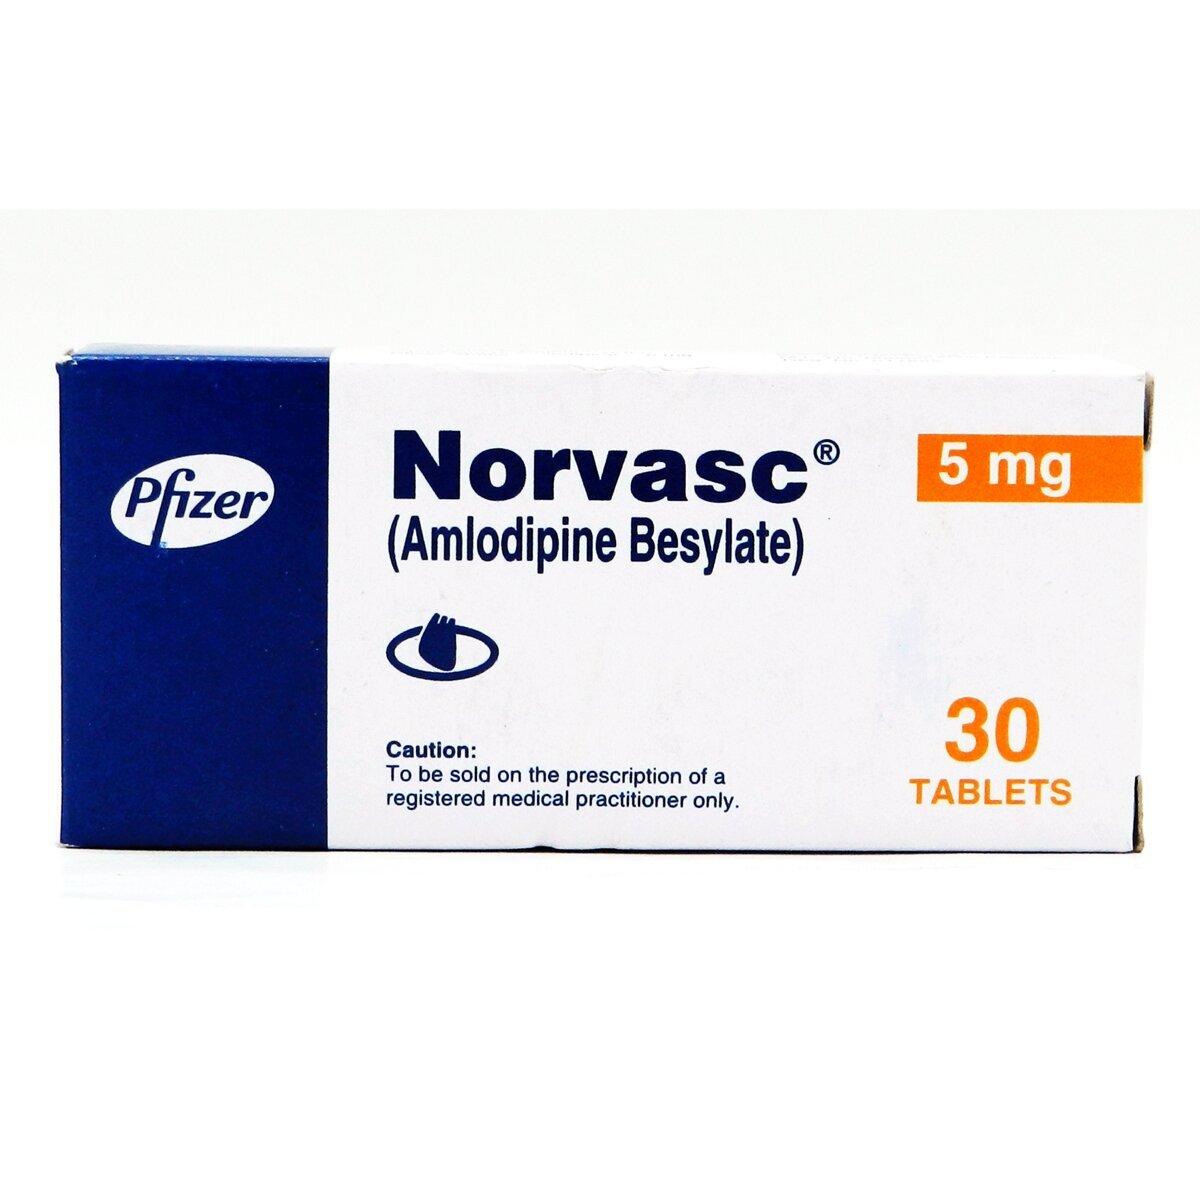 Pfizer
Norvasc®
(Amlodipine Besylate)
5 mg
Caution:
To be sold on the prescription of a
registered medical practitioner only.
30
TABLETS